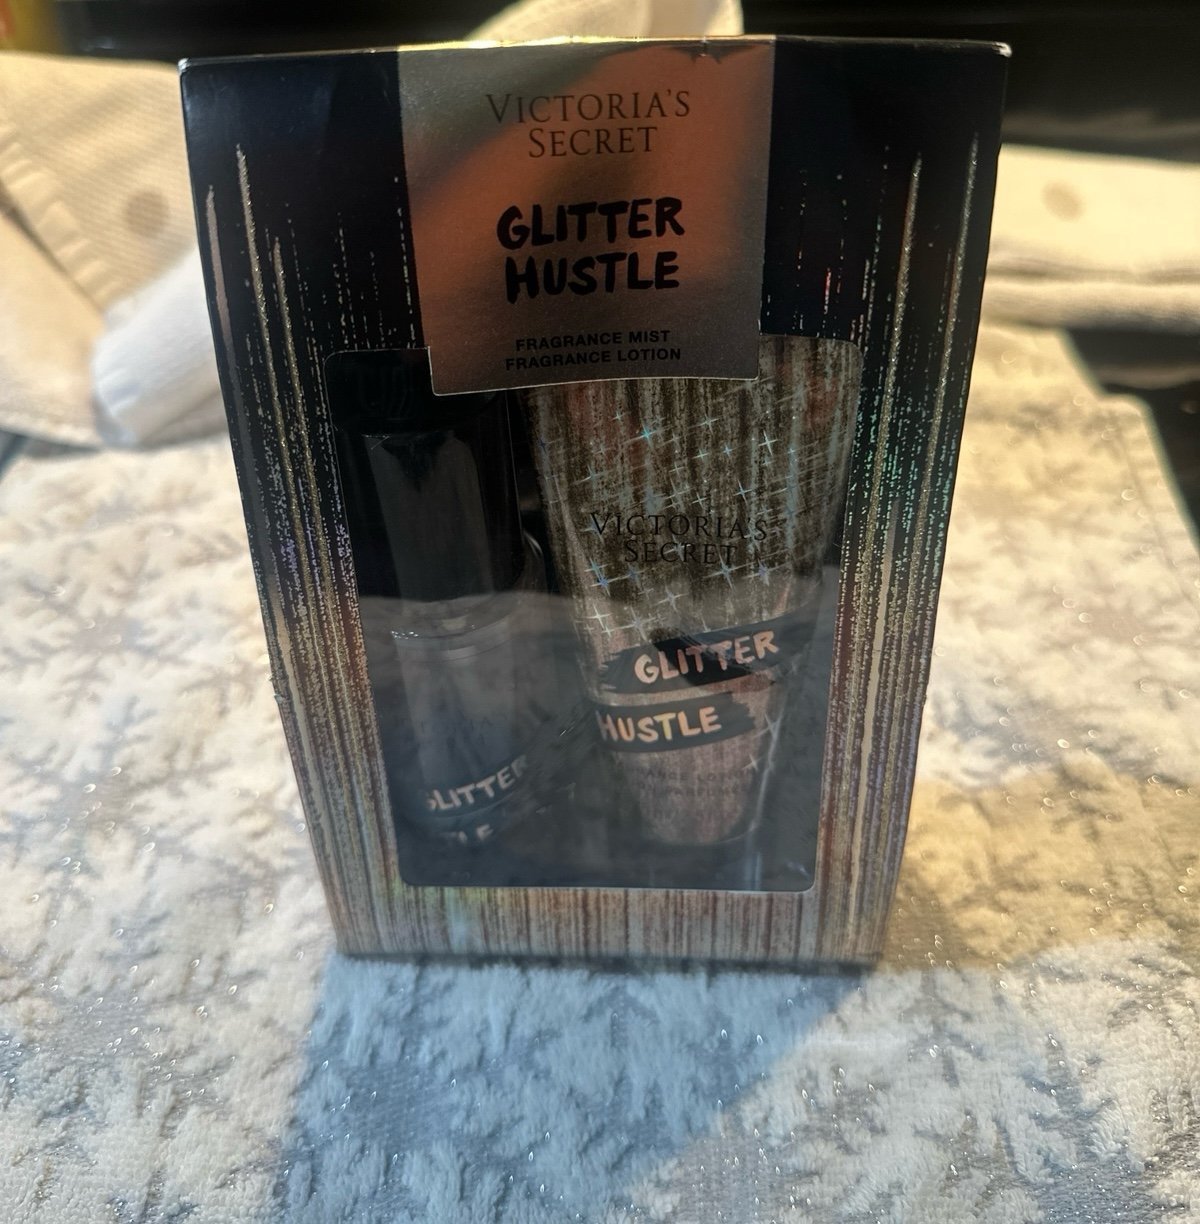 VICTORIA'S
SECRET
GLITTER
HUSTLE
FRAGRANCE MIST
FRAGRANCE LOTION
VICTORIA'S
SECRET
GLITTER
HUSTLE
GLITTER